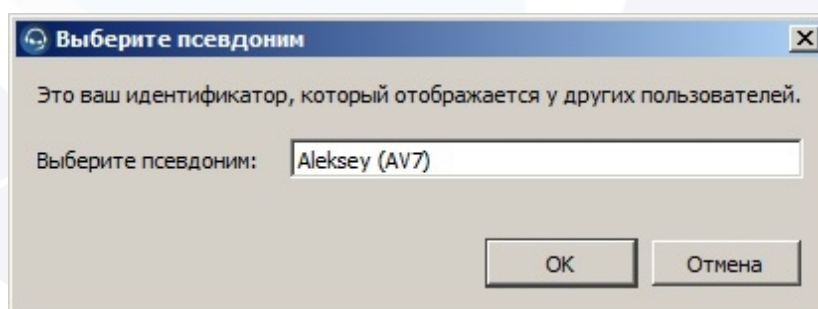 Выберите псевдоним
Это ваш идентификатор, который отображается у других пользователей.
Выберите псевдоним: Aleksey (AV7)
OK Отмена